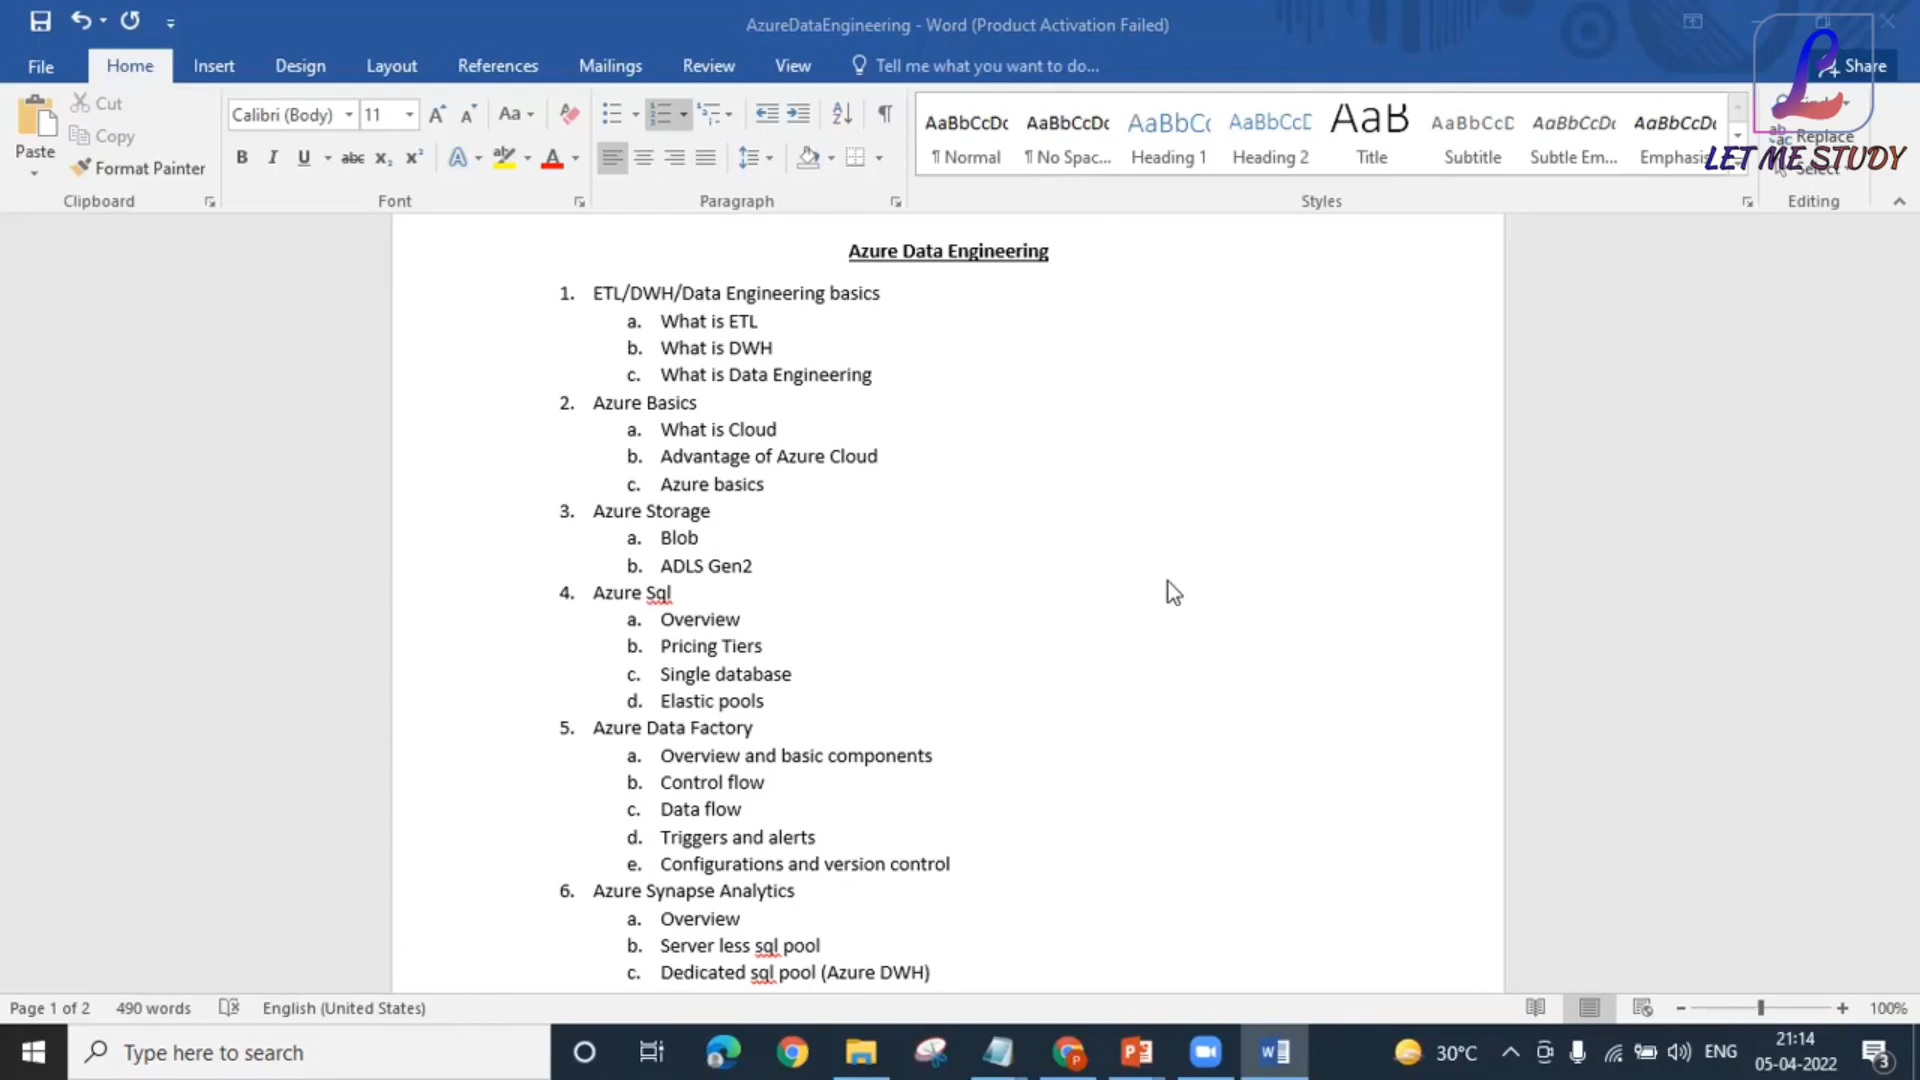 AzureDataEngineering - Word (Product Activation Failed)
File Home Insert Design Layout References Mailings Review View Tell me what you want to do... Share
Cut
Copy
Format Painter
Paste
Calibri (Body) 11
AaBbCcDc AaBbCcDc AaBbC AaBbCcD AaB AaBbCcD AaBbCcDc AaBbCcDc
¶ Normal ¶ No Spac... Heading 1 Heading 2 Title Subtitle Subtle Em... Emphasis
Replace
Select
LET ME STUDY
Clipboard Font Paragraph Styles Editing
Azure Data Engineering
1. ETL/DWH/Data Engineering basics
a. What is ETL
b. What is DWH
c. What is Data Engineering
2. Azure Basics
a. What is Cloud
b. Advantage of Azure Cloud
c. Azure basics
3. Azure Storage
a. Blob
b. ADLS Gen2
4. Azure Sql
a. Overview
b. Pricing Tiers
c. Single database
d. Elastic pools
5. Azure Data Factory
a. Overview and basic components
b. Control flow
c. Data flow
d. Triggers and alerts
e. Configurations and version control
6. Azure Synapse Analytics
a. Overview
b. Server less sql pool
c. Dedicated sql pool (Azure DWH)
Page 1 of 2 490 words English (United States) 100%
Type here to search
30°C ENG
21:14
05-04-2022
3